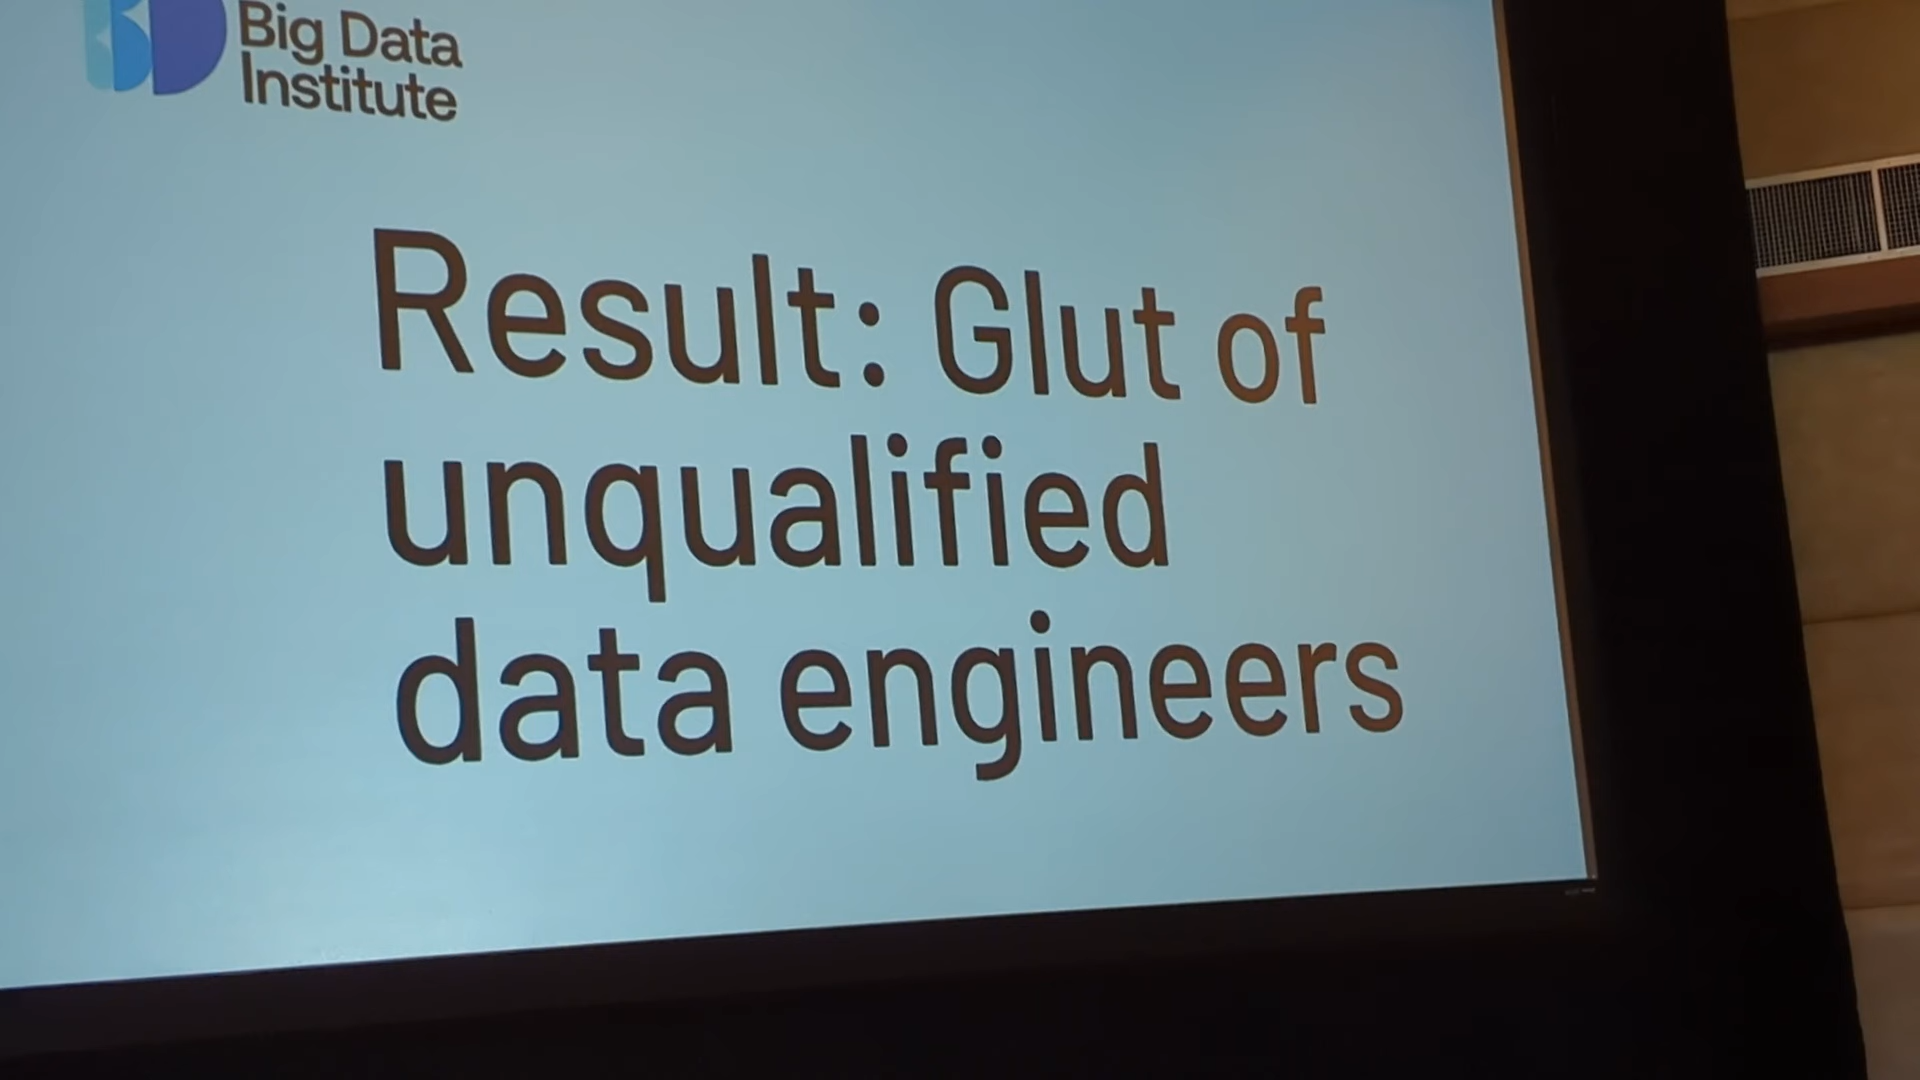 Big Data
Institute
Result: Glut of
unqualified
data engineers